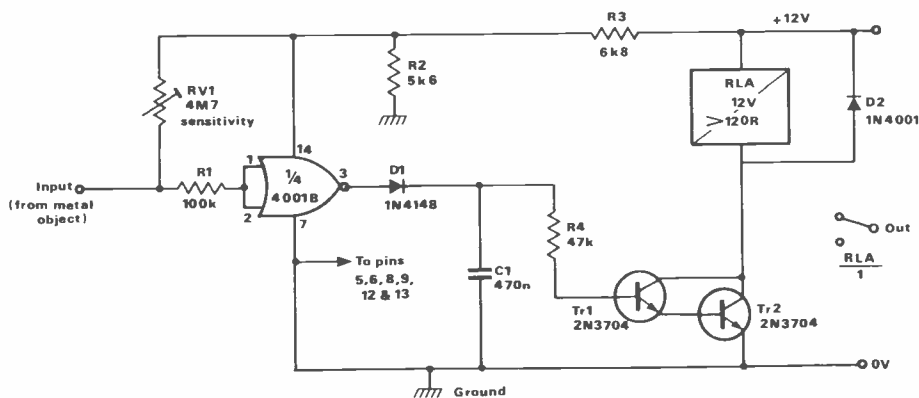 R3
6k8
+12V
R2
5k6
RV1
4M7
sensitivity
RLA
12V
>120R
D2
1N4001
14
1
1/4
4001B
3
2
7
Input
(from metal
object)
R1
100k
D1
1N4148
R4
47k
To pins
5,6,8,9,
12 & 13
C1
470n
Tr1
2N3704
Tr2
2N3704
Out
RLA
1
0V
Ground